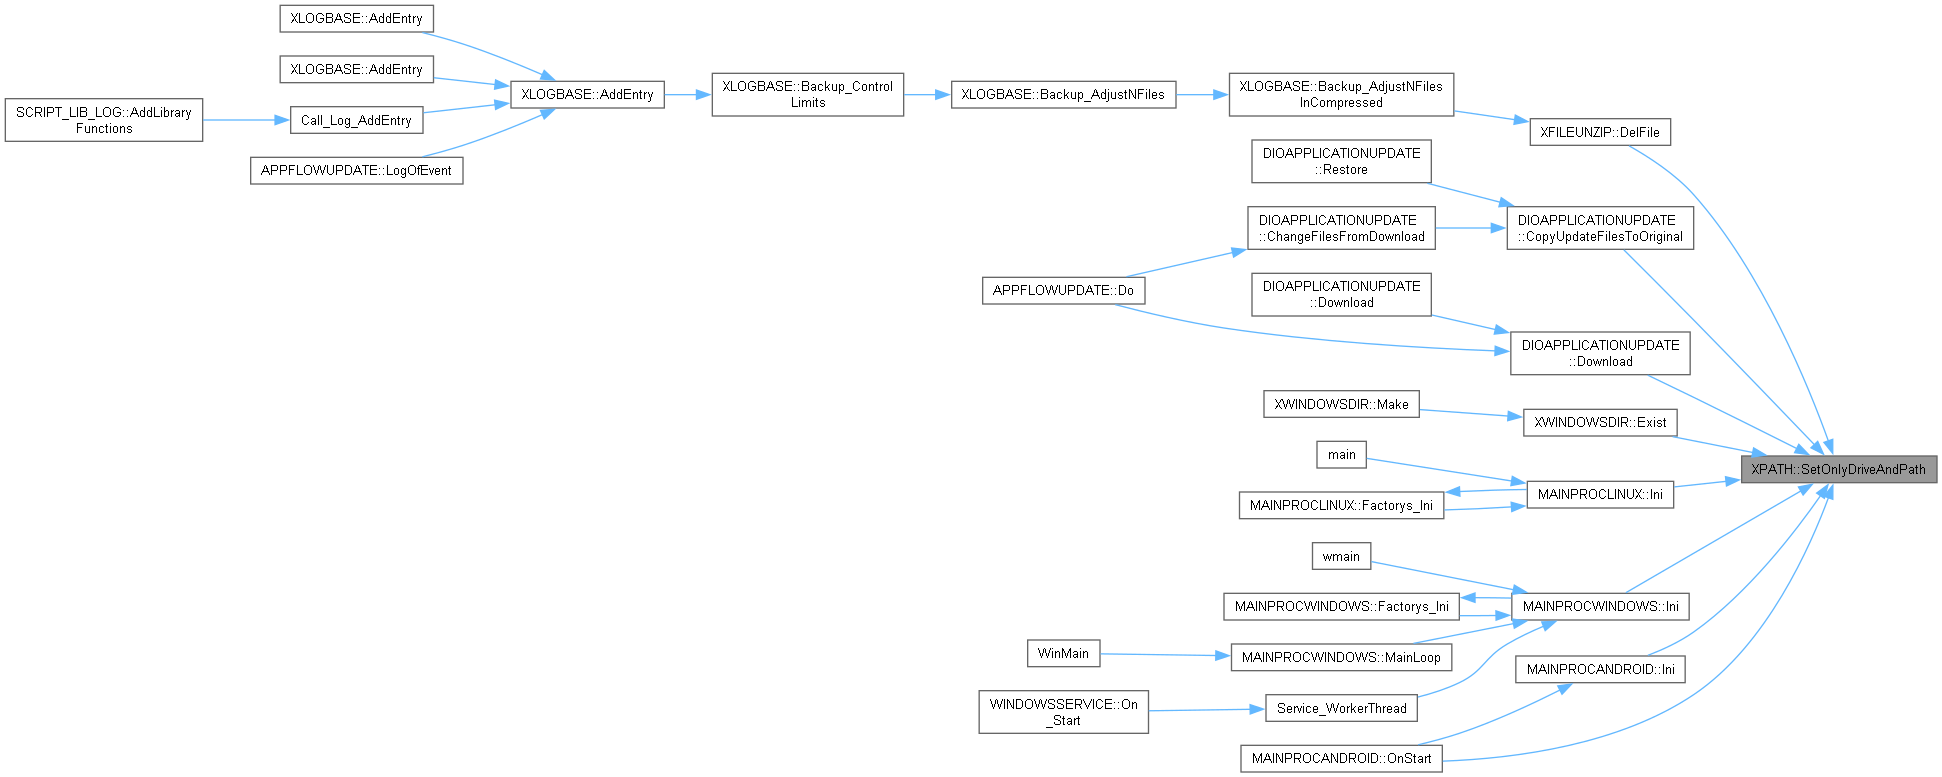 XLOGBASE::AddEntry
XLOGBASE::AddEntry
SCRIPT_LIB_LOG::AddLibrary
Functions
Call_Log_AddEntry
APPFLOWUPDATE::LogOfEvent
XLOGBASE::AddEntry
XLOGBASE::Backup_Control
Limits
XLOGBASE::Backup_AdjustNFiles
XLOGBASE::Backup_AdjustNFiles
InCompressed
XFILEUNZIP::DelFile
DIOAPPLICATIONUPDATE
::Restore
DIOAPPLICATIONUPDATE
::ChangeFilesFromDownload
DIOAPPLICATIONUPDATE
::CopyUpdateFilesToOriginal
APPFLOWUPDATE::Do
DIOAPPLICATIONUPDATE
::Download
DIOAPPLICATIONUPDATE
::Download
XWINDOWSDIR::Make
XWINDOWSDIR::Exist
main
XPATH::SetOnlyDriveAndPath
MAINPROCLINUX::Factorys_Ini
MAINPROCLINUX::Ini
wmain
MAINPROCWINDOWS::Factorys_Ini
MAINPROCWINDOWS::Ini
WinMain
MAINPROCWINDOWS::MainLoop
MAINPROCANDROID::Ini
WINDOWSSERVICE::On
_Start
Service_WorkerThread
MAINPROCANDROID::OnStart